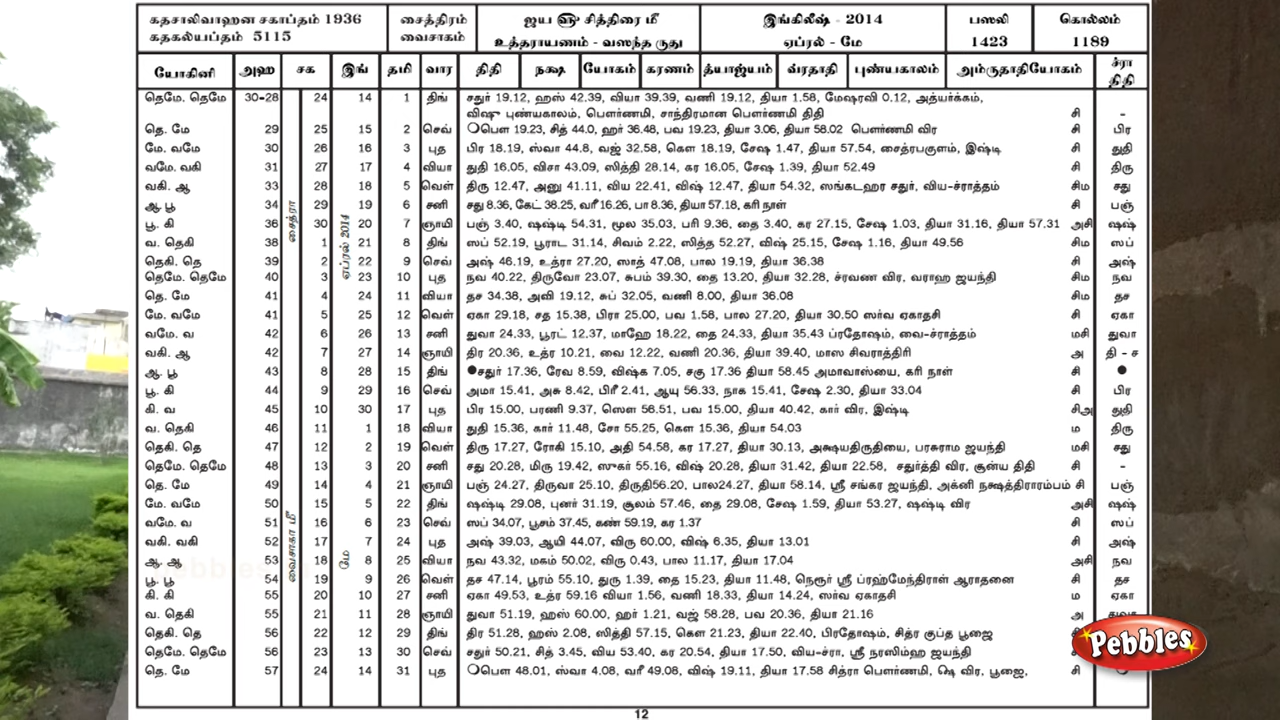 கதசாலிவாஹன சகாப்தம் 1936 சைத்திரம் ஜய ௵ சித்திரை மீ இங்கிலீஷ் - 2014 பஸலி கொல்லம்
கதகல்யப்தம் 5115 வைசாகம் உத்தராயணம் - வஸந்த ருது ஏப்ரல் - மே 1423 1189
யோகினி அஹ சக இங் தமி வார திதி நக்ஷ யோகம் கரணம் த்யாஜ்யம் வ்ரதாதி புண்யகாலம் அம்ருதாதியோகம் ச்ரா திதி
தெமே. தெமே 30-28 24 14 1 திங் சதுர் 19.12, ஹஸ் 42.39, வியா 39.39, வணி 19.12, தியா 1.58, மேஷரவி 0.12, அத்யர்க்கம்,
விஷு புண்யகாலம், பௌர்ணமி, சாந்திரமான பௌர்ணமி திதி சி -
தெ. மே 29 25 15 2 செவ் ❍பௌ 19.23, சித் 44.0, ஹர் 36.48, பவ 19.23, தியா 3.06, தியா 58.02 பௌர்ணமி விர சி பிர
மே. வமே 30 26 16 3 புத பிர 18.19, ஸ்வா 44.8, வஜ் 32.58, கௌ 18.19, சேஷ 1.47, தியா 57.54, சைத்ரபகுளம், இஷ்டி சி துதி
வமே. வகி 31 27 17 4 வியா துதி 16.05, விசா 43.09, ஸித்தி 28.14, கர 16.05, சேஷ 1.39, தியா 52.49 சி திரு
வகி. ஆ 33 28 18 5 வெள் திரு 12.47, அனு 41.11, விய 22.41, விஷ் 12.47, தியா 54.32, ஸங்கடஹர சதுர், விய-ச்ராத்தம் சிம சது
ஆ. பூ 34 29 19 6 சனி சது 8.36, கேட் 38.25, வரீ 16.26, பா 8.36, தியா 57.18, கரி நாள் சி பஞ்
பூ. கி 36 30 20 7 ஞாயி பஞ் 3.40, ஷஷ்டி 54.31, மூல 35.03, பரி 9.36, தை 3.40, கர 27.15, சேஷ 1.03, தியா 31.16, தியா 57.31 அசி ஷஷ்
வ. தெகி 38 1 21 8 திங் ஸப் 52.19, பூராட 31.14, சிவம் 2.22, ஸித்த 52.27, விஷ் 25.15, சேஷ 1.16, தியா 49.56 சிம ஸப்
தெகி. தெ 39 2 22 9 செவ் அஷ் 46.19, உத்ரா 27.20, ஸாத் 47.08, பால 19.19, தியா 36.38 சி அஷ்
தெமே. தெமே 40 3 23 10 புத நவ 40.22, திருவோ 23.07, சுபம் 39.30, தை 13.20, தியா 32.28, ச்ரவண விர, வராஹ ஜயந்தி சிம நவ
தெ. மே 41 4 24 11 வியா தச 34.38, அவி 19.12, சுப் 32.05, வணி 8.00, தியா 36.08 சிம தச
மே. வமே 41 5 25 12 வெள் ஏகா 29.18, சத 15.38, பிரா 25.00, பவ 1.58, பால 27.20, தியா 30.50 ஸர்வ ஏகாதசி சி ஏகா
வமே. வ 42 6 26 13 சனி துவா 24.33, பூரட் 12.37, மாஹே 18.22, தை 24.33, தியா 35.43 ப்ரதோஷம், வை-ச்ராத்தம் மசி துவா
வகி. ஆ 42 7 27 14 ஞாயி திர 20.36, உத்ர 10.21, வை 12.22, வணி 20.36, தியா 39.40, மாஸ சிவராத்திரி அ தி - ச
ஆ. பூ 43 8 28 15 திங் ●சதுர் 17.36, ரேவ 8.59, விஷ்க 7.05, சகு 17.36 தியா 58.45 அமாவாஸ்யை, கரி நாள் சி ●
பூ. கி 44 9 29 16 செவ் அமா 15.41, அசு 8.42, பிரீ 2.41, ஆயு 56.33, நாக 15.41, சேஷ 2.30, தியா 33.04 சி பிர
கி. வ 45 10 30 17 புத பிர 15.00, பரணி 9.37, ஸௌ 56.51, பவ 15.00, தியா 40.42, கார் விர, இஷ்டி சிஅ துதி
வ. தெகி 46 11 1 18 வியா துதி 15.36, கார் 11.48, சோ 55.25, கௌ 15.36, தியா 54.03 ம திரு
தெகி. தெ 47 12 2 19 வெள் திரு 17.27, ரோகி 15.10, அதி 54.58, கர 17.27, தியா 30.13, அக்ஷயதிருதியை, பரசுராம ஜயந்தி மசி சது
தெமே. தெமே 48 13 3 20 சனி சது 20.28, மிரு 19.42, ஸுகர் 55.16, விஷ் 20.28, தியா 31.42, தியா 22.58, சதுர்த்தி விர, சூன்ய திதி சி -
தெ. மே 49 14 4 21 ஞாயி பஞ் 24.27, திருவா 25.10, திருதி56.20, பால24.27, தியா 58.14, ஸ்ரீ சங்கர ஜயந்தி, அக்னி நக்ஷத்திராரம்பம் சி பஞ்
மே. வமே 50 15 5 22 திங் ஷஷ்டி 29.08, புனர் 31.19, சூலம் 57.46, தை 29.08, சேஷ 1.59, தியா 53.27, ஷஷ்டி விர அசி ஷஷ்
வமே. வ 51 16 6 23 செவ் ஸப் 34.07, பூசம் 37.45, கண் 59.19, கர 1.37 சி ஸப்
வகி. வகி 52 17 7 24 புத அஷ் 39.03, ஆயி 44.07, விரு 60.00, விஷ் 6.35, தியா 13.01 சி அஷ்
ஆ. ஆ 53 18 8 25 வியா நவ 43.32, மகம் 50.02, விரு 0.43, பால 11.17, தியா 17.04 அசி நவ
பூ. பூ 54 19 9 26 வெள் தச 47.14, பூரம் 55.10, துரு 1.39, தை 15.23, தியா 11.48, நெரூர் ஸ்ரீ ப்ரஹ்மேந்திராள் ஆராதனை சி தச
கி. கி 55 20 10 27 சனி ஏகா 49.53, உத்ர 59.16 வியா 1.56, வணி 18.33, தியா 14.24, ஸர்வ ஏகாதசி ம ஏகா
வ. தெகி 55 21 11 28 ஞாயி துவா 51.19, ஹஸ் 60.00, ஹர் 1.21, வஜ் 58.28, பவ 20.36, தியா 21.16 அ துவா
தெகி. தெ 56 22 12 29 திங் திர 51.28, ஹஸ் 2.08, ஸித்தி 57.15, கௌ 21.23, தியா 22.40, பிரதோஷம், சித்ர குப்த பூஜை
தெமே. தெமே 56 23 13 30 செவ் சதுர் 50.21, சித் 3.45, விய 53.40, கர 20.54, தியா 17.50, விய-ச்ரா, ஸ்ரீ நரஸிம்ஹ ஜயந்தி சி
தெ. மே 57 24 14 31 புத ❍பௌ 48.01, ஸ்வா 4.08, வரீ 49.08, விஷ் 19.11, தியா 17.58 சித்ரா பௌர்ணமி, ஷெ விர, பூஜை, சி
சைத்ரா
ஏப்ரல் 2014
வைசாகா மீ
மே
12
Pebbles
pebbles